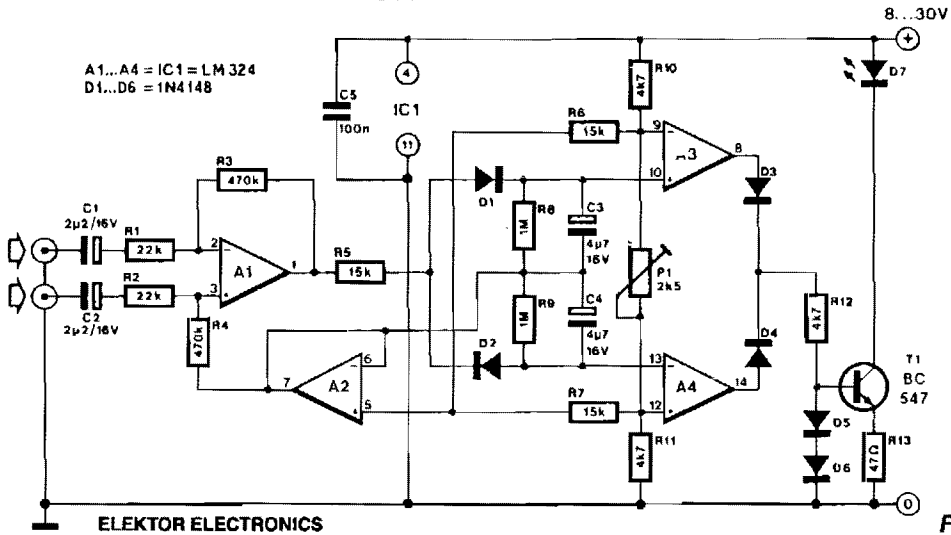 8...30V
+
A1...A4 = IC1 = LM 324
D1...D6 = 1N4148
4
IC1
11
C5
100n
R10
4k7
D7
R6
15k
9
8
10
3
D3
R3
470k
D1
R8
1M
C3
4µ7
16V
P1
2k5
C1
2µ2/16V
R1
22k
2
A1
1
R5
15k
R2
22k
3
C2
2µ2/16V
R4
470k
R9
1M
C4
4µ7
16V
R12
4k7
D4
D2
6
7
A2
5
13
A4
14
12
R7
15k
T1
BC
547
D5
D6
R11
4k7
R13
47Ω
0
ELEKTOR ELECTRONICS
F